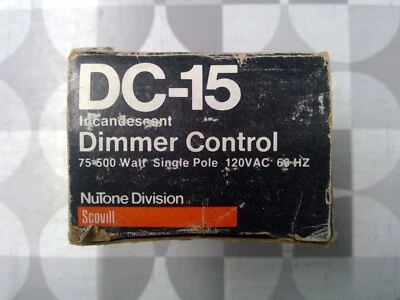 DC-15
Incandescent
Dimmer Control
75-500 Watt Single Pole 120VAC 60 HZ
NuTone Division
Scovill